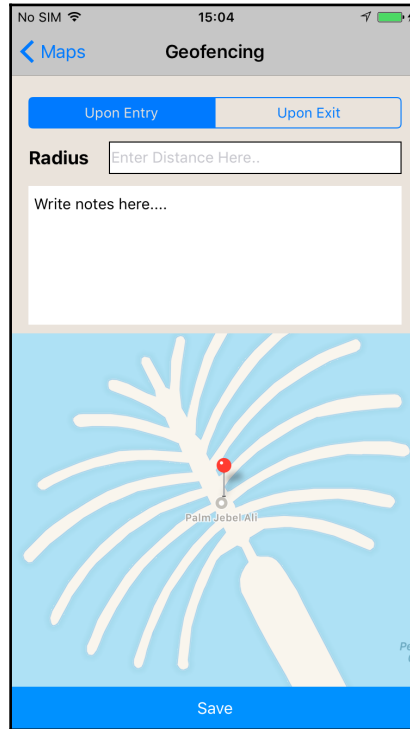 No SIM 15:04
Maps Geofencing
Upon Entry Upon Exit
Radius Enter Distance Here..
Write notes here....
Palm Jebel Ali
Save